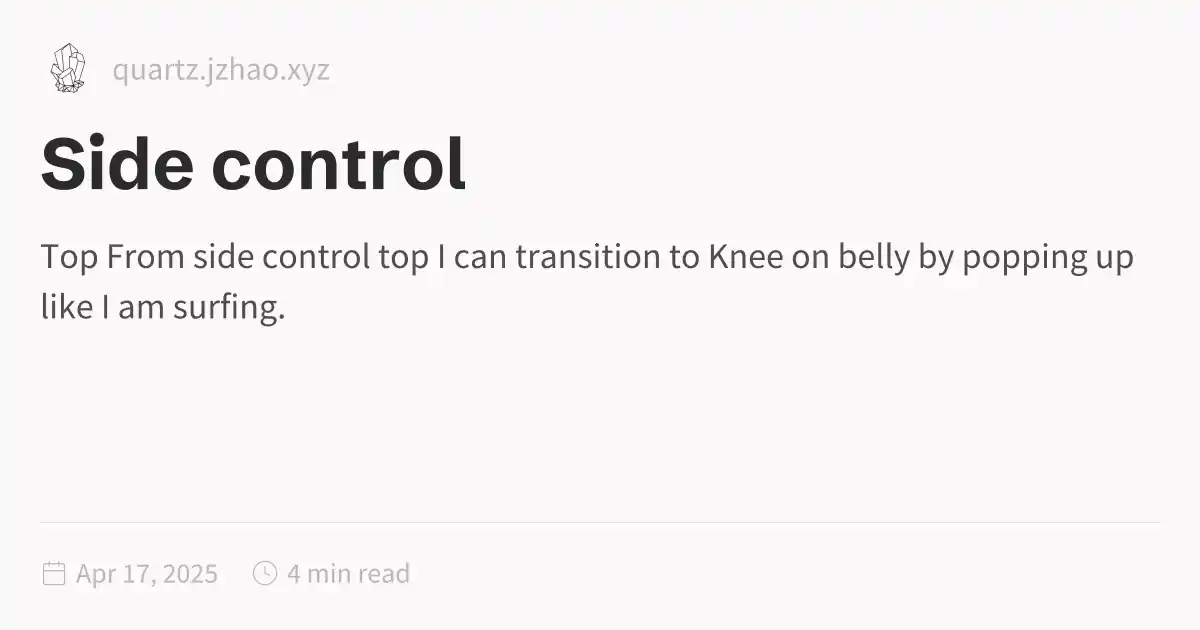 quartz.jzhao.xyz
Side control
Top From side control top I can transition to Knee on belly by popping up
like I am surfing.
Apr 17, 2025 4 min read